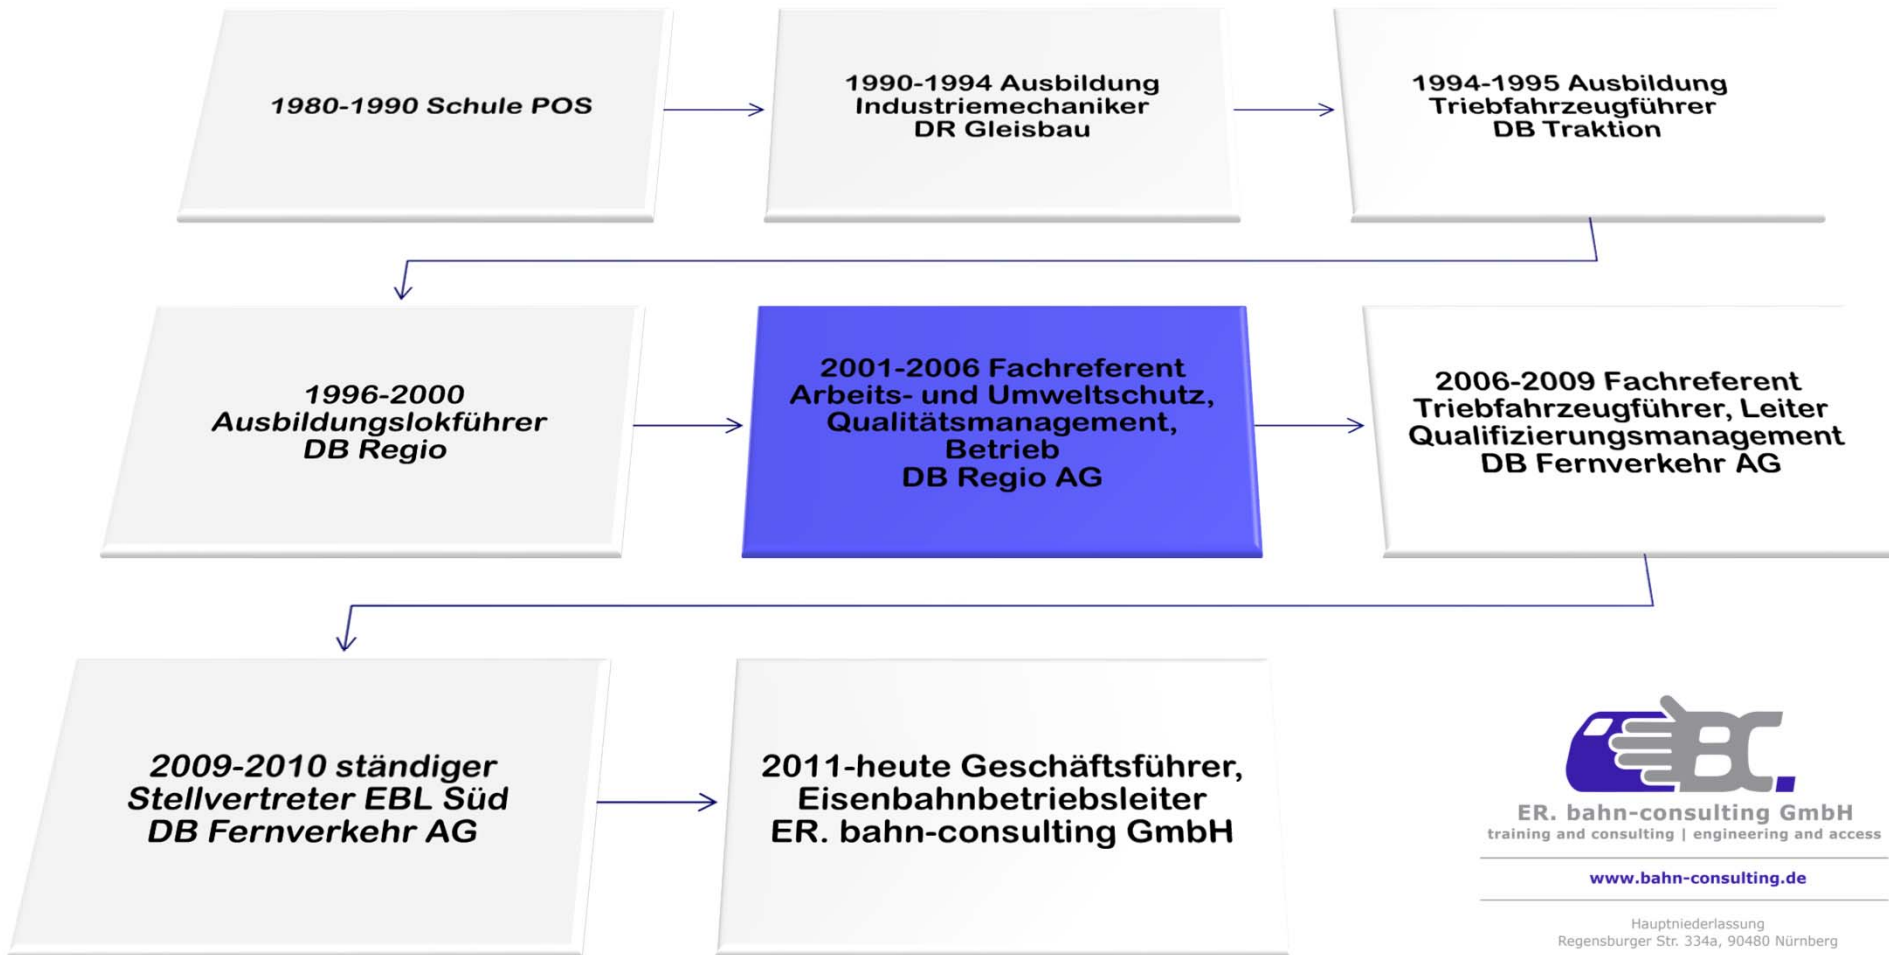 1980-1990 Schule POS
1990-1994 Ausbildung
Industriemechaniker
DR Gleisbau
1994-1995 Ausbildung
Triebfahrzeugführer
DB Traktion
1996-2000
Ausbildungslokführer
DB Regio
2001-2006 Fachreferent
Arbeits- und Umweltschutz,
Qualitätsmanagement,
Betrieb
DB Regio AG
2006-2009 Fachreferent
Triebfahrzeugführer, Leiter
Qualifizierungsmanagement
DB Fernverkehr AG
2009-2010 ständiger
Stellvertreter EBL Süd
DB Fernverkehr AG
2011-heute Geschäftsführer,
Eisenbahnbetriebsleiter
ER. bahn-consulting GmbH
BC.
ER. bahn-consulting GmbH
training and consulting | engineering and access
www.bahn-consulting.de
Hauptniederlassung
Regensburger Str. 334a, 90480 Nürnberg